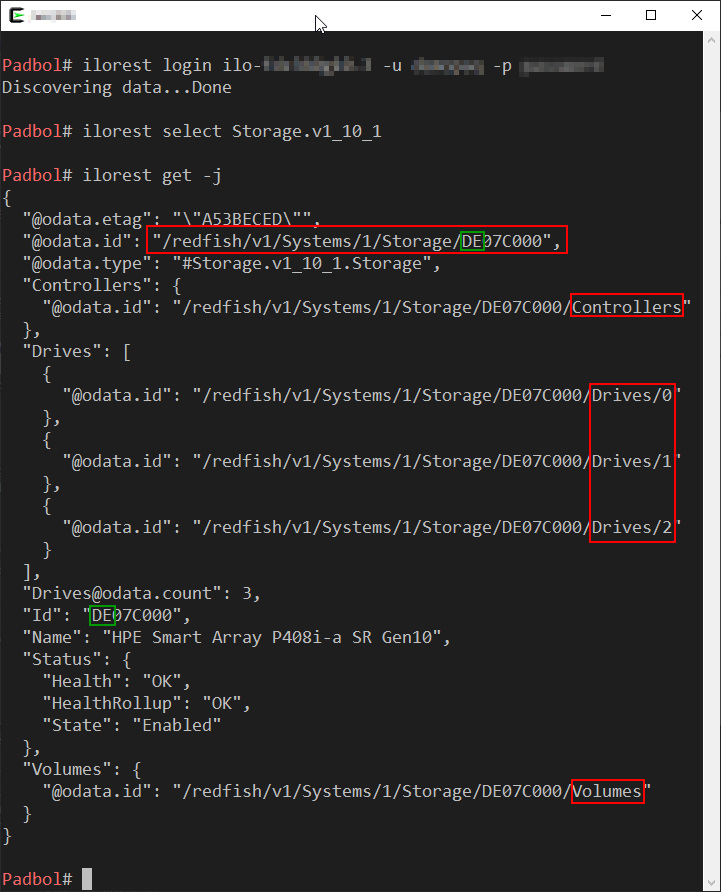 Padbol# ilorest login ilo- -u -p
Discovering data...Done
Padbol# ilorest select Storage.v1_10_1
Padbol# ilorest get -j
{
  "@odata.etag": "\"A53BECED\"",
  "@odata.id": "/redfish/v1/Systems/1/Storage/DE07C000",
  "@odata.type": "#Storage.v1_10_1.Storage",
  "Controllers": {
    "@odata.id": "/redfish/v1/Systems/1/Storage/DE07C000/Controllers"
  },
  "Drives": [
    {
      "@odata.id": "/redfish/v1/Systems/1/Storage/DE07C000/Drives/0"
    },
    {
      "@odata.id": "/redfish/v1/Systems/1/Storage/DE07C000/Drives/1"
    },
    {
      "@odata.id": "/redfish/v1/Systems/1/Storage/DE07C000/Drives/2"
    }
  ],
  "Drives@odata.count": 3,
  "Id": "DE07C000",
  "Name": "HPE Smart Array P408i-a SR Gen10",
  "Status": {
    "Health": "OK",
    "HealthRollup": "OK",
    "State": "Enabled"
  },
  "Volumes": {
    "@odata.id": "/redfish/v1/Systems/1/Storage/DE07C000/Volumes"
  }
}
Padbol#